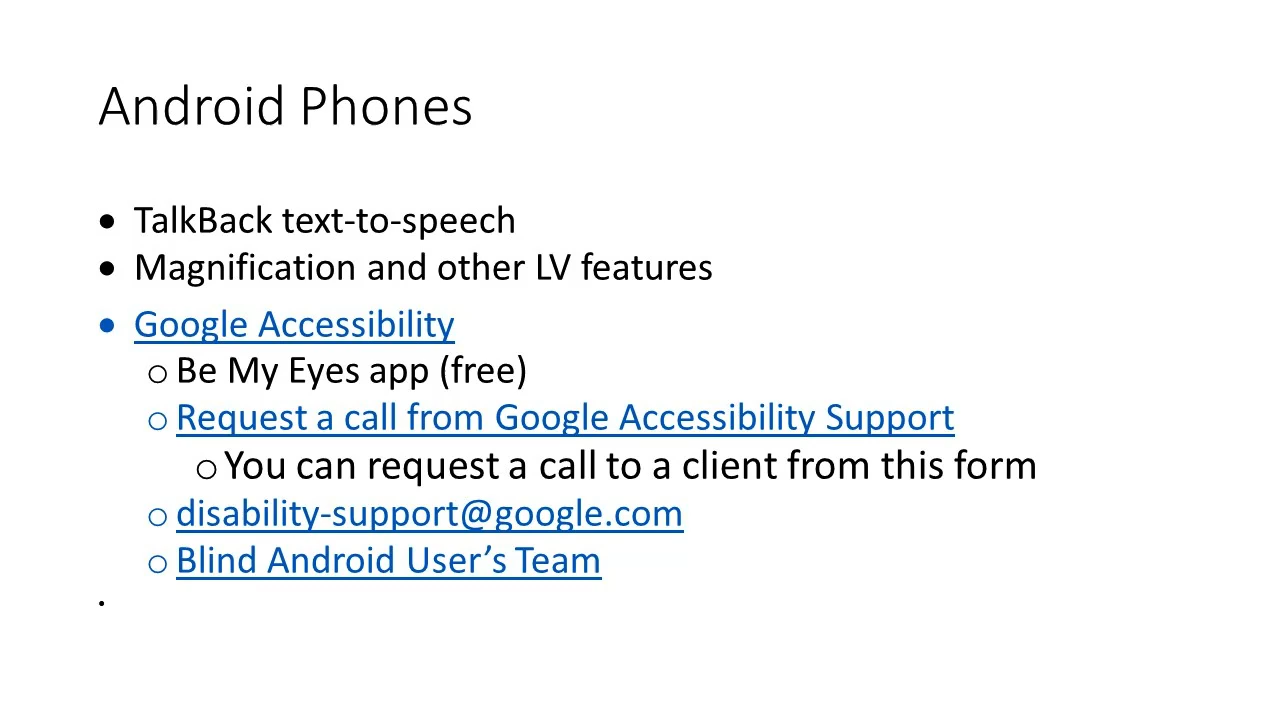 Android Phones
• TalkBack text-to-speech
• Magnification and other LV features
• Google Accessibility
o Be My Eyes app (free)
o Request a call from Google Accessibility Support
o You can request a call to a client from this form
o disability-support@google.com
o Blind Android User’s Team
•